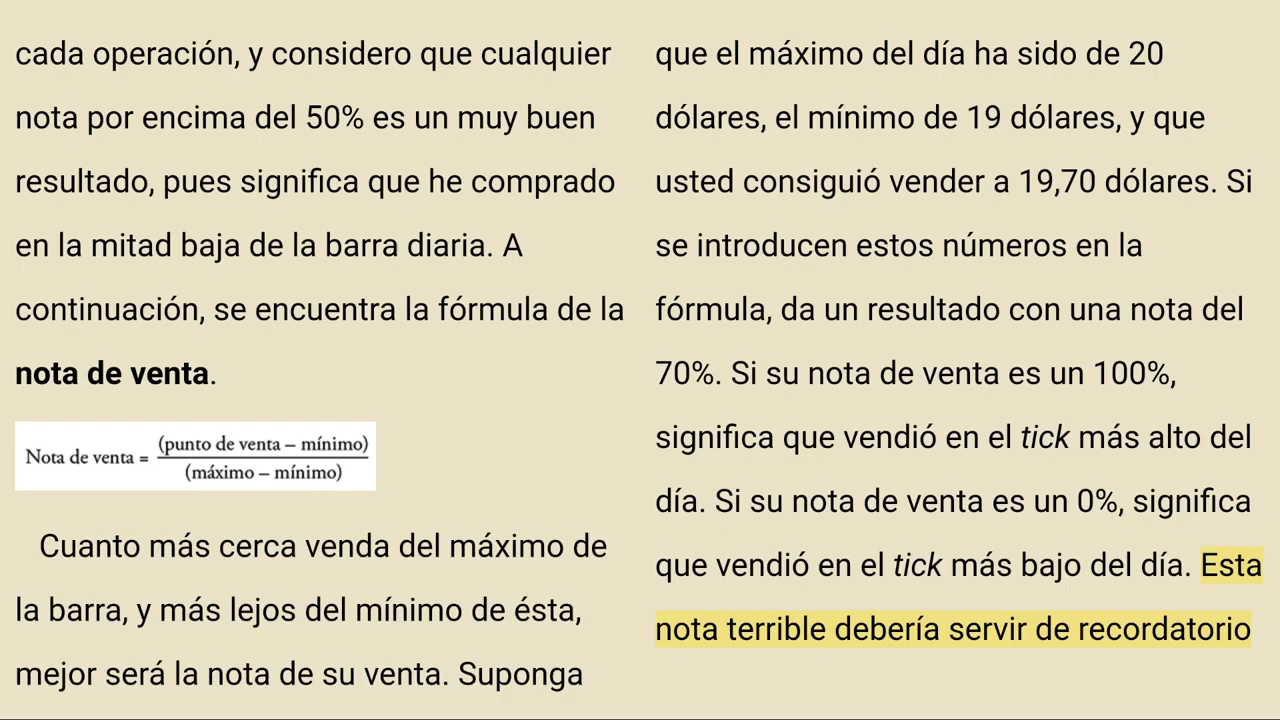 cada operación, y considero que cualquier
nota por encima del 50% es un muy buen
resultado, pues significa que he comprado
en la mitad baja de la barra diaria. A
continuación, se encuentra la fórmula de la
nota de venta.
Nota de venta = (punto de venta – mínimo)
(máximo – mínimo)
Cuanto más cerca venda del máximo de
la barra, y más lejos del mínimo de ésta,
mejor será la nota de su venta. Suponga
que el máximo del día ha sido de 20
dólares, el mínimo de 19 dólares, y que
usted consiguió vender a 19,70 dólares. Si
se introducen estos números en la
fórmula, da un resultado con una nota del
70%. Si su nota de venta es un 100%,
significa que vendió en el tick más alto del
día. Si su nota de venta es un 0%, significa
que vendió en el tick más bajo del día. Esta
nota terrible debería servir de recordatorio